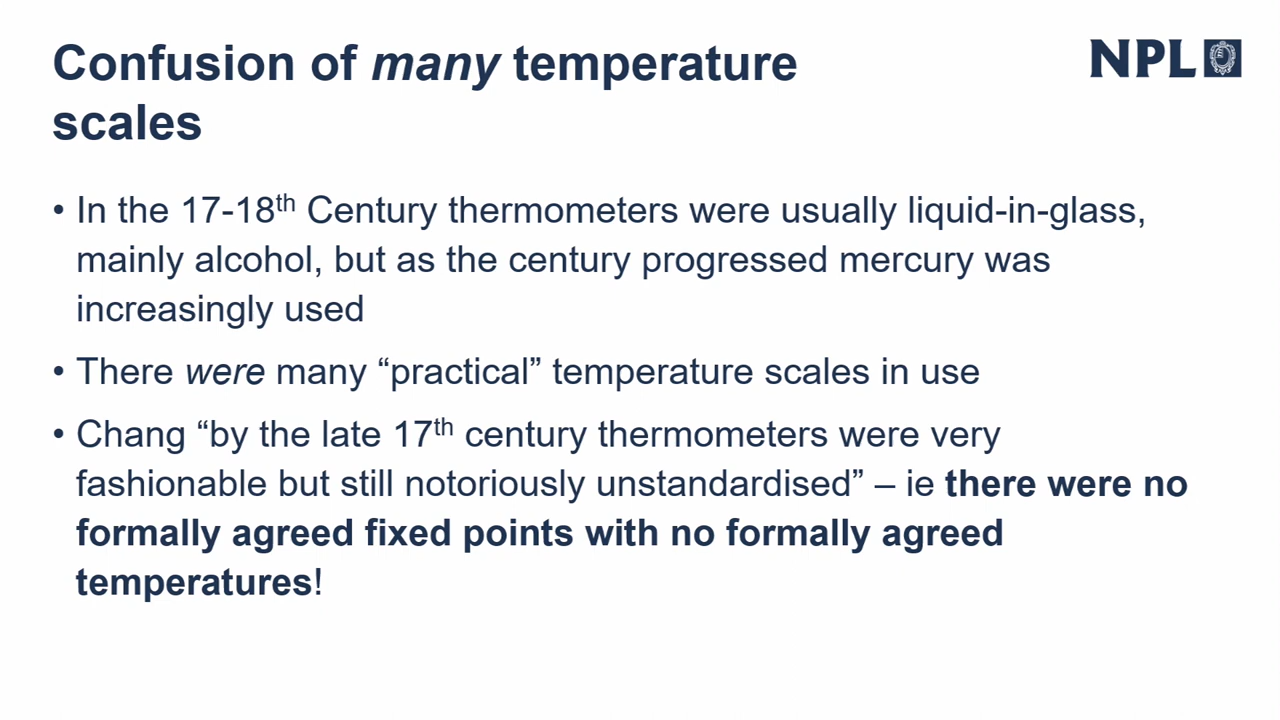 Confusion of many temperature
scales
NPL
• In the 17-18th Century thermometers were usually liquid-in-glass,
mainly alcohol, but as the century progressed mercury was
increasingly used
• There were many “practical” temperature scales in use
• Chang “by the late 17th century thermometers were very
fashionable but still notoriously unstandardised” – ie there were no
formally agreed fixed points with no formally agreed
temperatures!